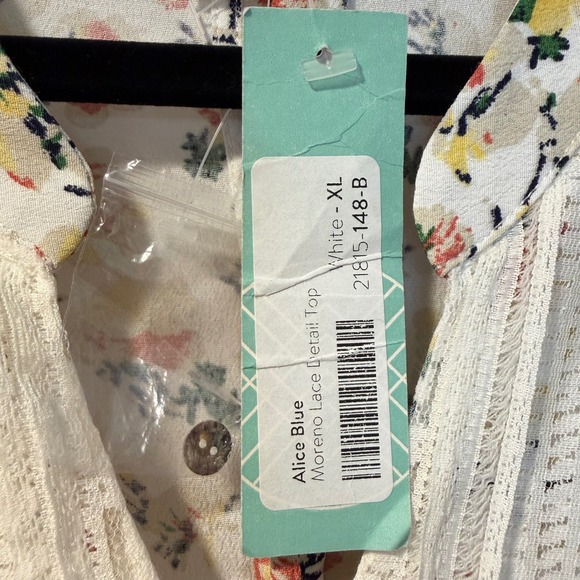 Alice Blue
Moreno Lace Detail Top White - XL
21815-148-B